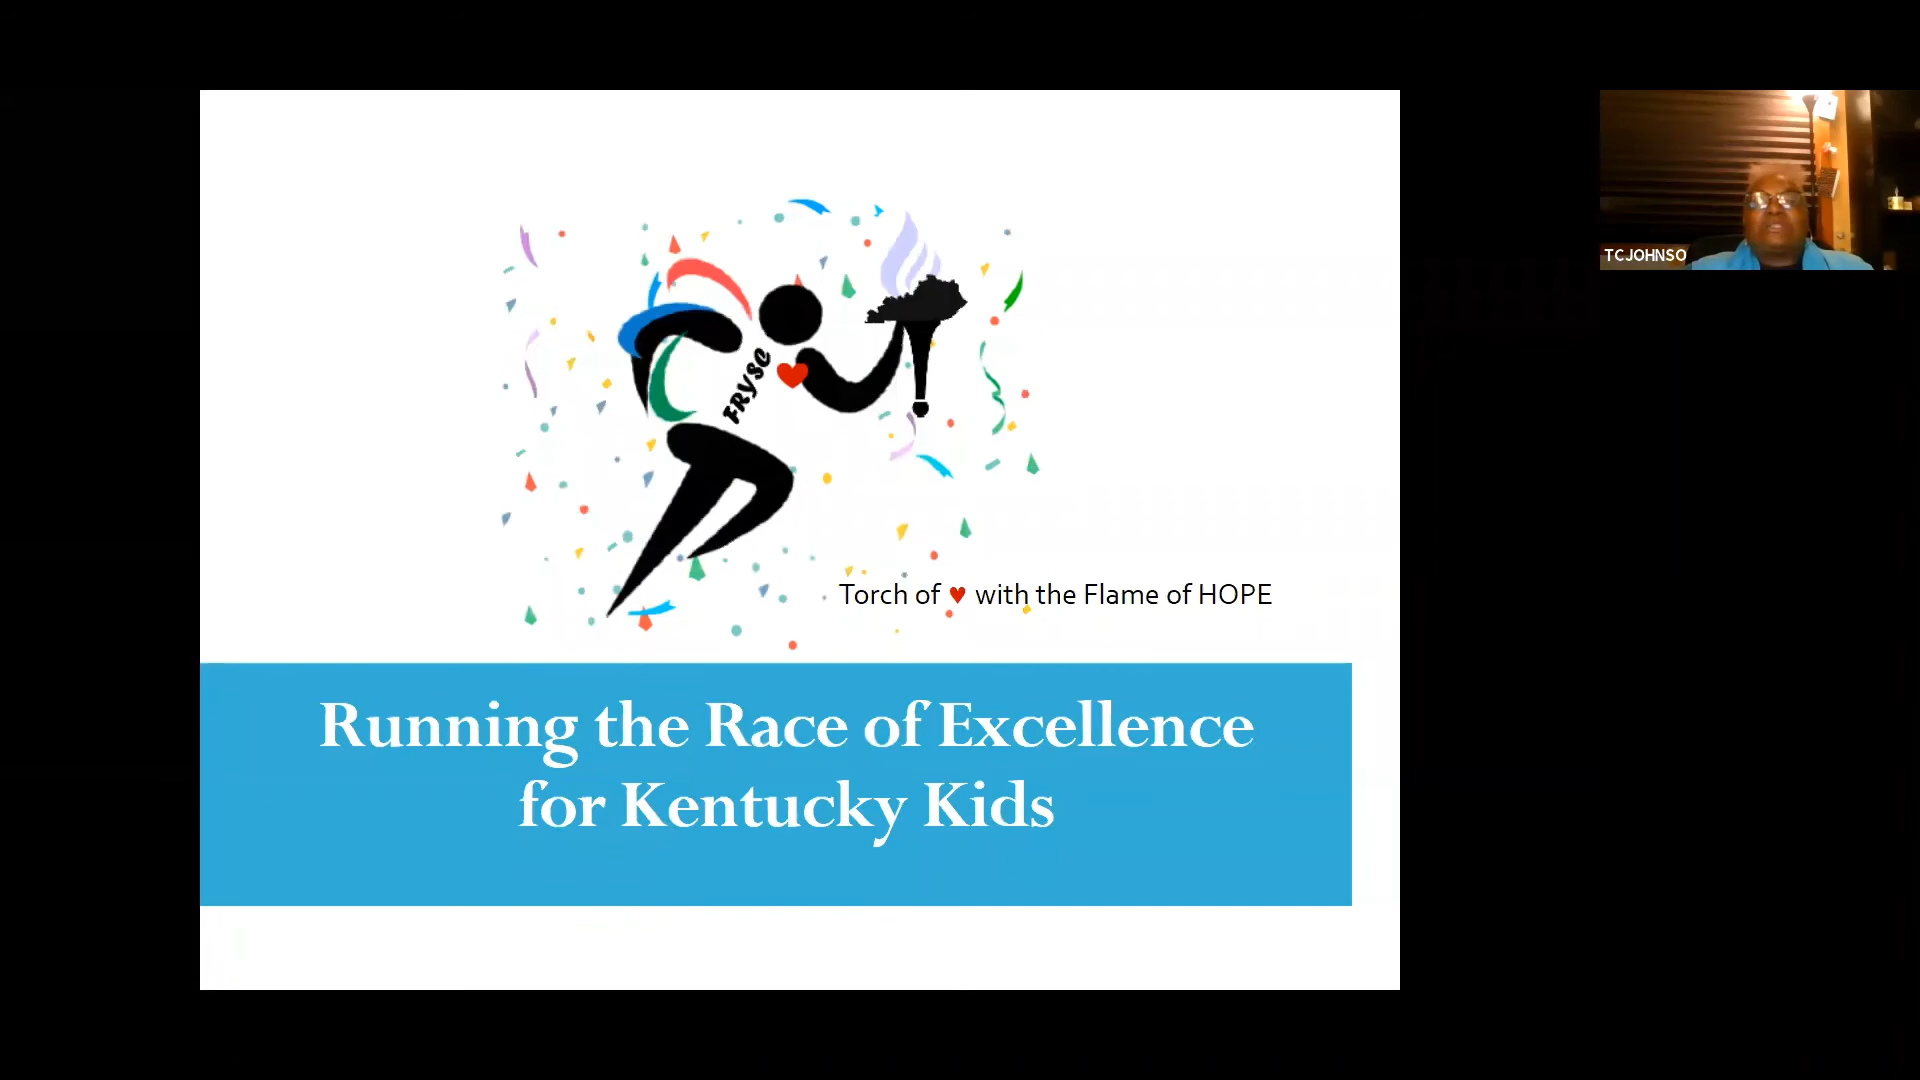 FRYSC
Torch of ♥ with the Flame of HOPE
Running the Race of Excellence
for Kentucky Kids
TCJOHNSO